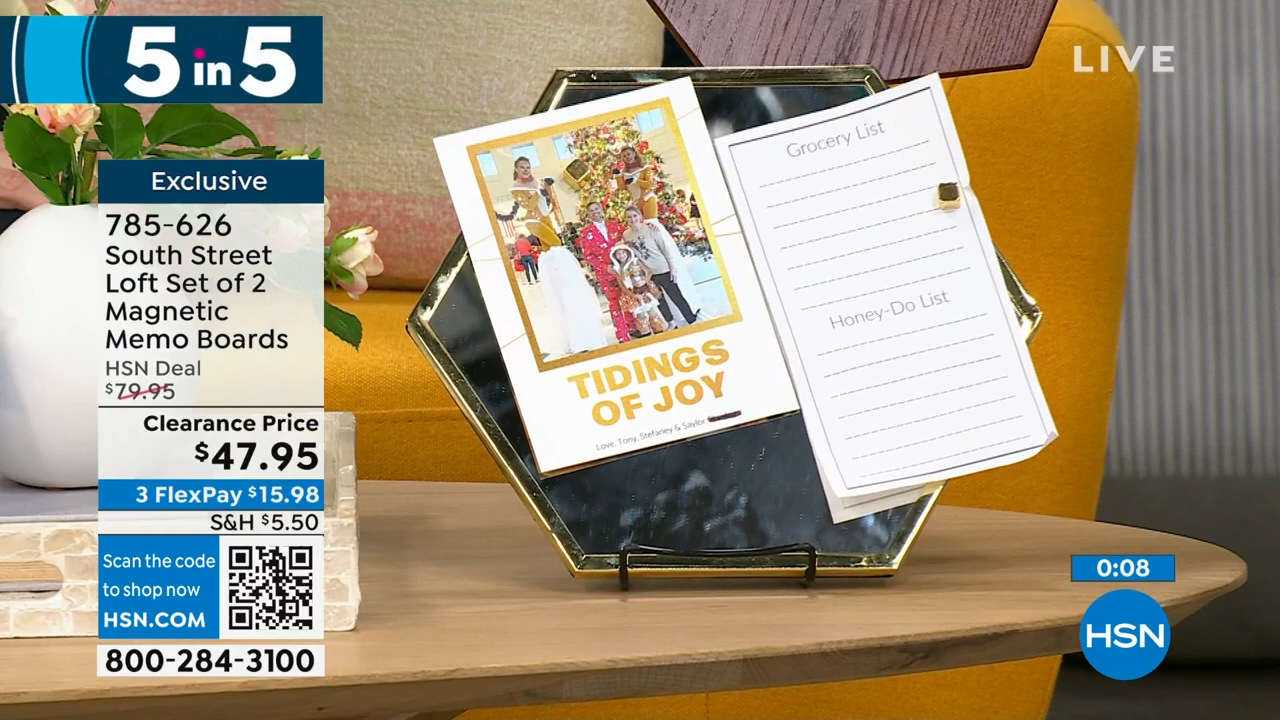 5 in 5
LIVE
Exclusive
785-626
South Street
Loft Set of 2
Magnetic
Memo Boards
HSN Deal
$79.95
Clearance Price
$47.95
3 FlexPay $15.98
S&H $5.50
Scan the code
to shop now
HSN.COM
800-284-3100
TIDINGS
OF JOY
Love, Tony, Stefaney & Saylor
Grocery List
Honey-Do List
0:08
HSN